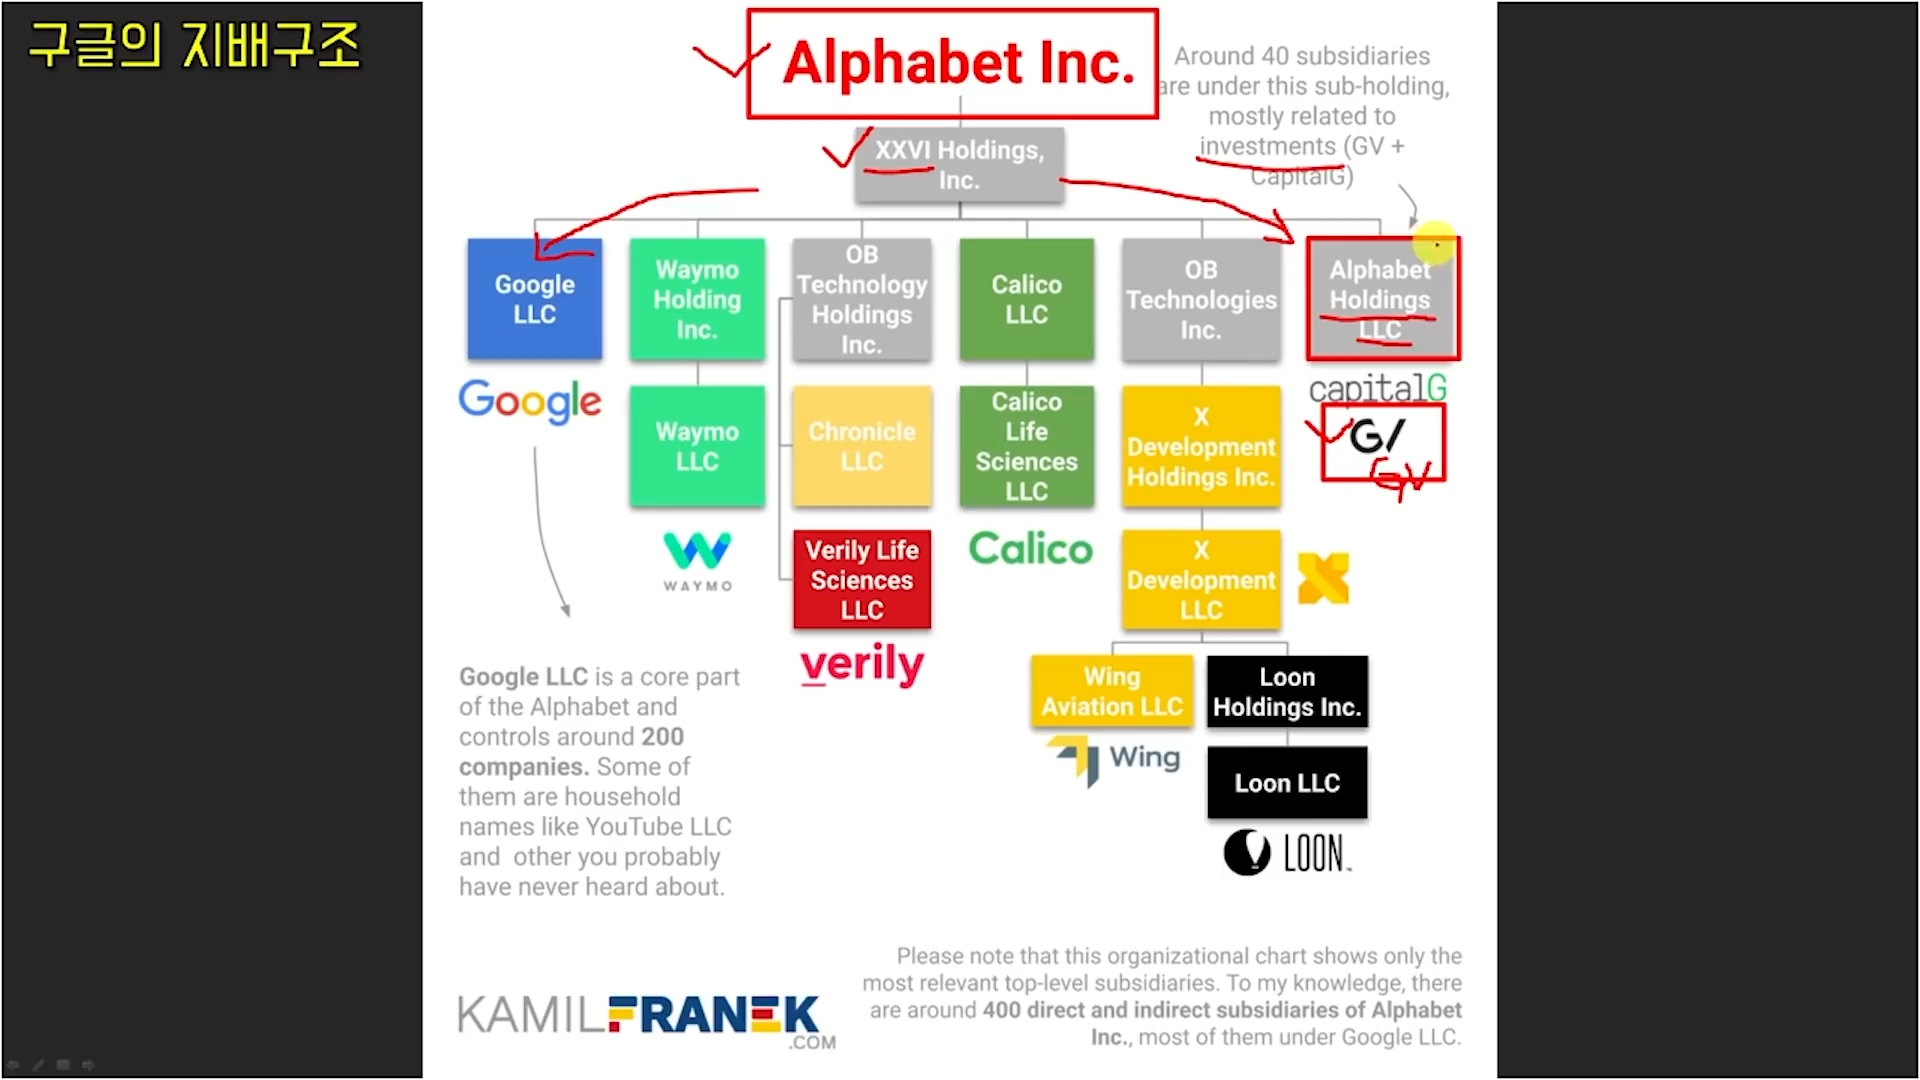 구글의 지배구조
Alphabet Inc.
Around 40 subsidiaries
are under this sub-holding,
mostly related to
investments (GV +
CapitalG)
XXVI Holdings,
Inc.
Google
LLC
Waymo
Holding
Inc.
OB
Technology
Holdings
Inc.
Calico
LLC
OB
Technologies
Inc.
Alphabet
Holdings
LLC
Google
Waymo
LLC
Chronicle
LLC
Calico
Life
Sciences
LLC
X
Development
Holdings Inc.
capitalG
GV
GV
WAYMO
Verily Life
Sciences
LLC
Calico
X
Development
LLC
verily
Wing
Aviation LLC
Loon
Holdings Inc.
Wing
Loon LLC
LOON
Google LLC is a core part
of the Alphabet and
controls around 200
companies. Some of
them are household
names like YouTube LLC
and other you probably
have never heard about.
Please note that this organizational chart shows only the
most relevant top-level subsidiaries. To my knowledge, there
are around 400 direct and indirect subsidiaries of Alphabet
Inc., most of them under Google LLC.
KAMILFRANEK
.COM